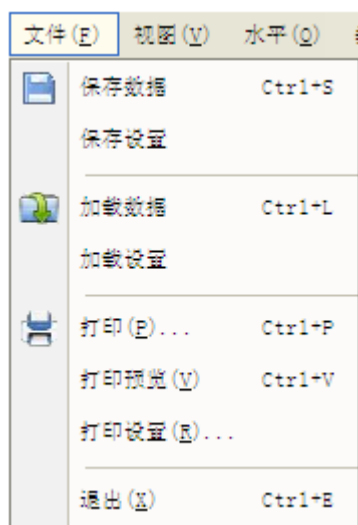 文件(F) 视图(V) 水平(O)
保存数据 Ctrl+S
保存设置
加载数据 Ctrl+L
加载设置
打印(P)... Ctrl+P
打印预览(V) Ctrl+V
打印设置(R)...
退出(X) Ctrl+E